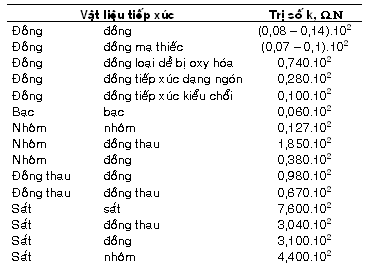 Vật liệu tiếp xúc Trị số k, ΩN
Đồng đồng (0,08 – 0,14).10²
Đồng đồng mạ thiếc (0,07 – 0,1).10²
Đồng đồng loại dễ bị oxy hóa 0,740.10²
Đồng đồng tiếp xúc dạng ngón 0,280.10²
Đồng đồng tiếp xúc kiểu chổi 0,100.10²
Bạc bạc 0,060.10²
Nhôm nhôm 0,127.10²
Nhôm đồng thau 1,850.10²
Nhôm đồng 0,380.10²
Đồng thau đồng 0,980.10²
Đồng thau đồng thau 0,670.10²
Sắt sắt 7,600.10²
Sắt đồng thau 3,040.10²
Sắt đồng 3,100.10²
Sắt nhôm 4,400.10²